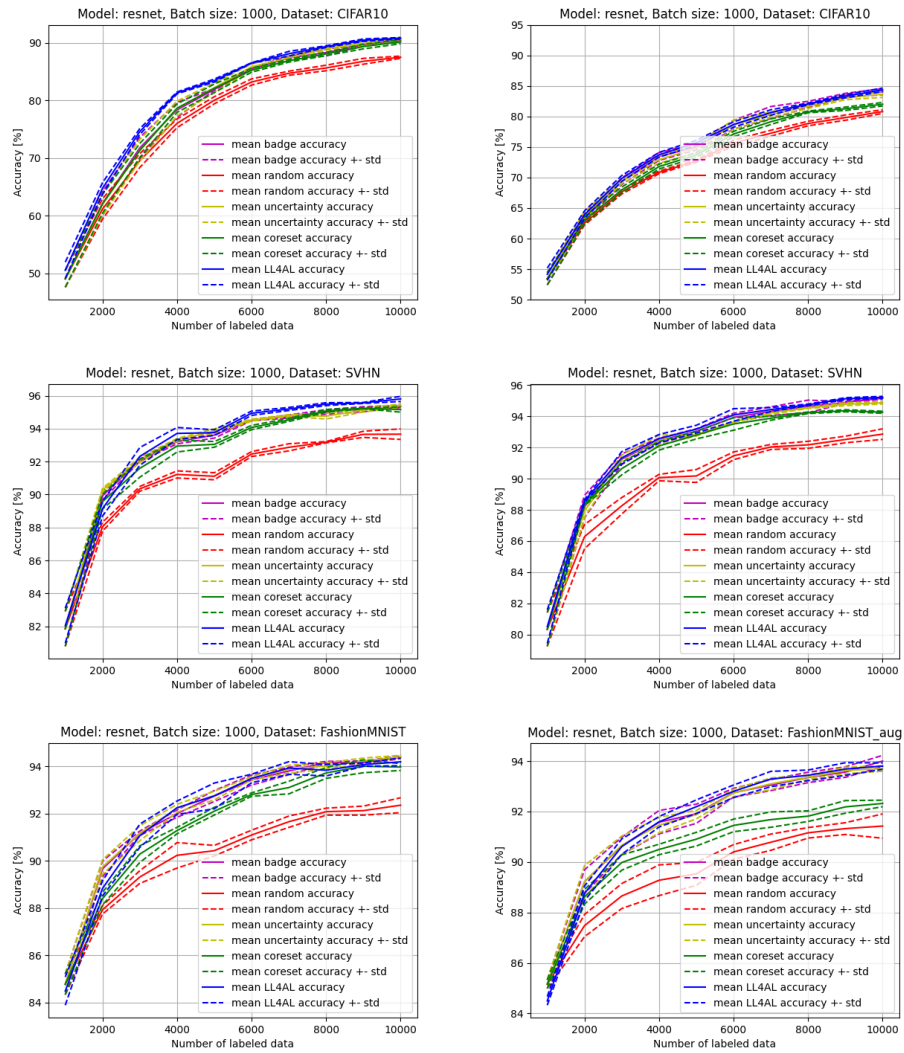 Model: resnet, Batch size: 1000, Dataset: CIFAR10
Accuracy [%]
90
80
70
60
50
mean badge accuracy
mean badge accuracy +- std
mean random accuracy
mean random accuracy +- std
mean uncertainty accuracy
mean uncertainty accuracy +- std
mean coreset accuracy
mean coreset accuracy +- std
mean LL4AL accuracy
mean LL4AL accuracy +- std
2000 4000 6000 8000 10000
Number of labeled data
Model: resnet, Batch size: 1000, Dataset: CIFAR10
Accuracy [%]
95
90
85
80
75
70
65
60
55
50
mean badge accuracy
mean badge accuracy +- std
mean random accuracy
mean random accuracy +- std
mean uncertainty accuracy
mean uncertainty accuracy +- std
mean coreset accuracy
mean coreset accuracy +- std
mean LL4AL accuracy
mean LL4AL accuracy +- std
2000 4000 6000 8000 10000
Number of labeled data
Model: resnet, Batch size: 1000, Dataset: SVHN
Accuracy [%]
96
94
92
90
88
86
84
82
mean badge accuracy
mean badge accuracy +- std
mean random accuracy
mean random accuracy +- std
mean uncertainty accuracy
mean uncertainty accuracy +- std
mean coreset accuracy
mean coreset accuracy +- std
mean LL4AL accuracy
mean LL4AL accuracy +- std
2000 4000 6000 8000 10000
Number of labeled data
Model: resnet, Batch size: 1000, Dataset: SVHN
Accuracy [%]
96
94
92
90
88
86
84
82
80
mean badge accuracy
mean badge accuracy +- std
mean random accuracy
mean random accuracy +- std
mean uncertainty accuracy
mean uncertainty accuracy +- std
mean coreset accuracy
mean coreset accuracy +- std
mean LL4AL accuracy
mean LL4AL accuracy +- std
2000 4000 6000 8000 10000
Number of labeled data
Model: resnet, Batch size: 1000, Dataset: FashionMNIST
Accuracy [%]
94
92
90
88
86
84
mean badge accuracy
mean badge accuracy +- std
mean random accuracy
mean random accuracy +- std
mean uncertainty accuracy
mean uncertainty accuracy +- std
mean coreset accuracy
mean coreset accuracy +- std
mean LL4AL accuracy
mean LL4AL accuracy +- std
2000 4000 6000 8000 10000
Number of labeled data
Model: resnet, Batch size: 1000, Dataset: FashionMNIST_aug
Accuracy [%]
94
92
90
88
86
84
mean badge accuracy
mean badge accuracy +- std
mean random accuracy
mean random accuracy +- std
mean uncertainty accuracy
mean uncertainty accuracy +- std
mean coreset accuracy
mean coreset accuracy +- std
mean LL4AL accuracy
mean LL4AL accuracy +- std
2000 4000 6000 8000 10000
Number of labeled data